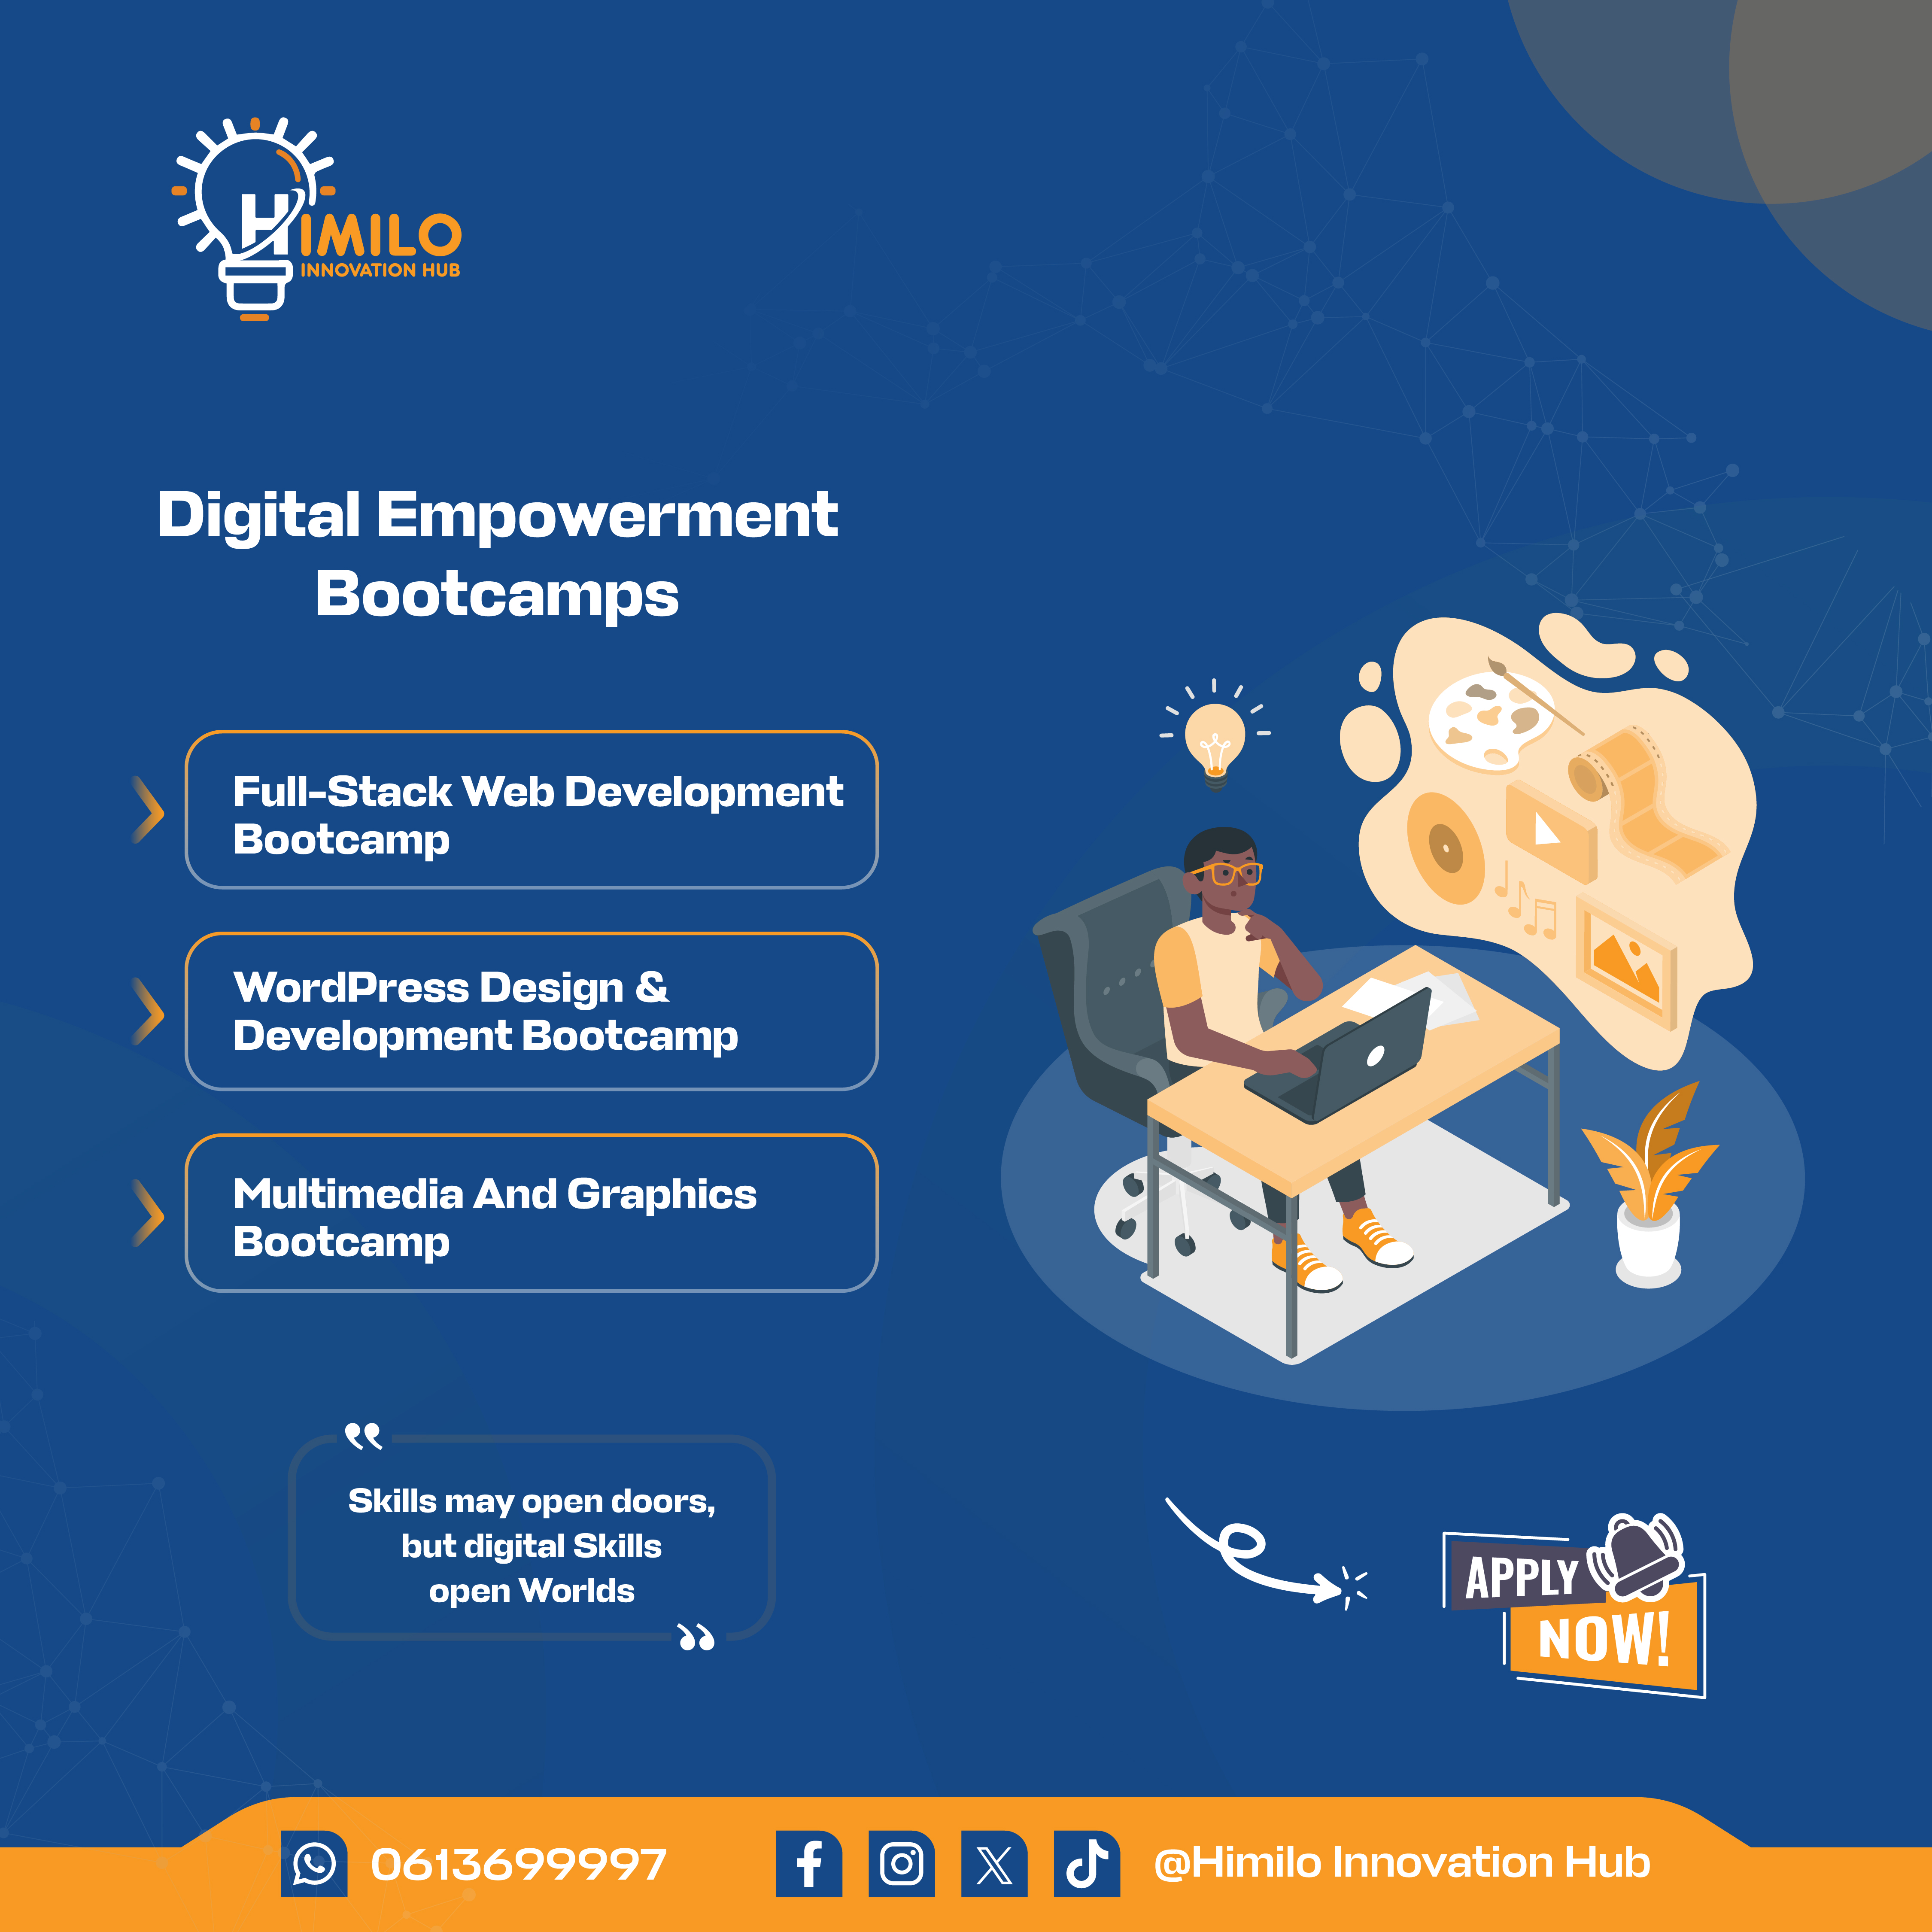 HIMILO
INNOVATION HUB
Digital Empowerment
Bootcamps
Full-Stack Web Development
Bootcamp
WordPress Design &
Development Bootcamp
Multimedia And Graphics
Bootcamp
“
Skills may open doors,
but digital Skills
open Worlds
”
APPLY
NOW!
0613699997
@Himilo Innovation Hub